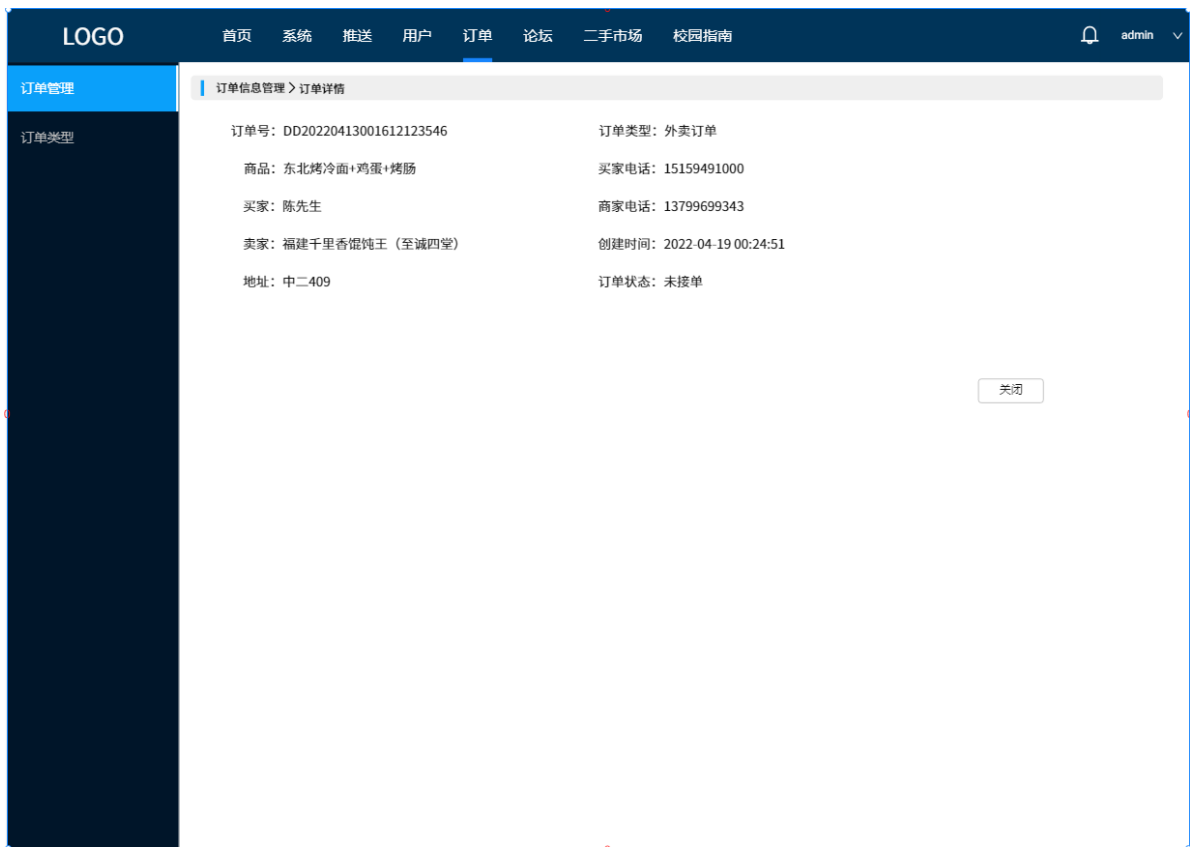 LOGO 首页 系统 推送 用户 订单 论坛 二手市场 校园指南 admin
订单管理
订单类型
订单信息管理 > 订单详情
订单号：DD20220413001612123546 订单类型：外卖订单
商品：东北烤冷面+鸡蛋+烤肠 买家电话：15159491000
买家：陈先生 商家电话：13799699343
卖家：福建千里香馄饨王（至诚四堂） 创建时间：2022-04-19 00:24:51
地址：中二409 订单状态：未接单
关闭